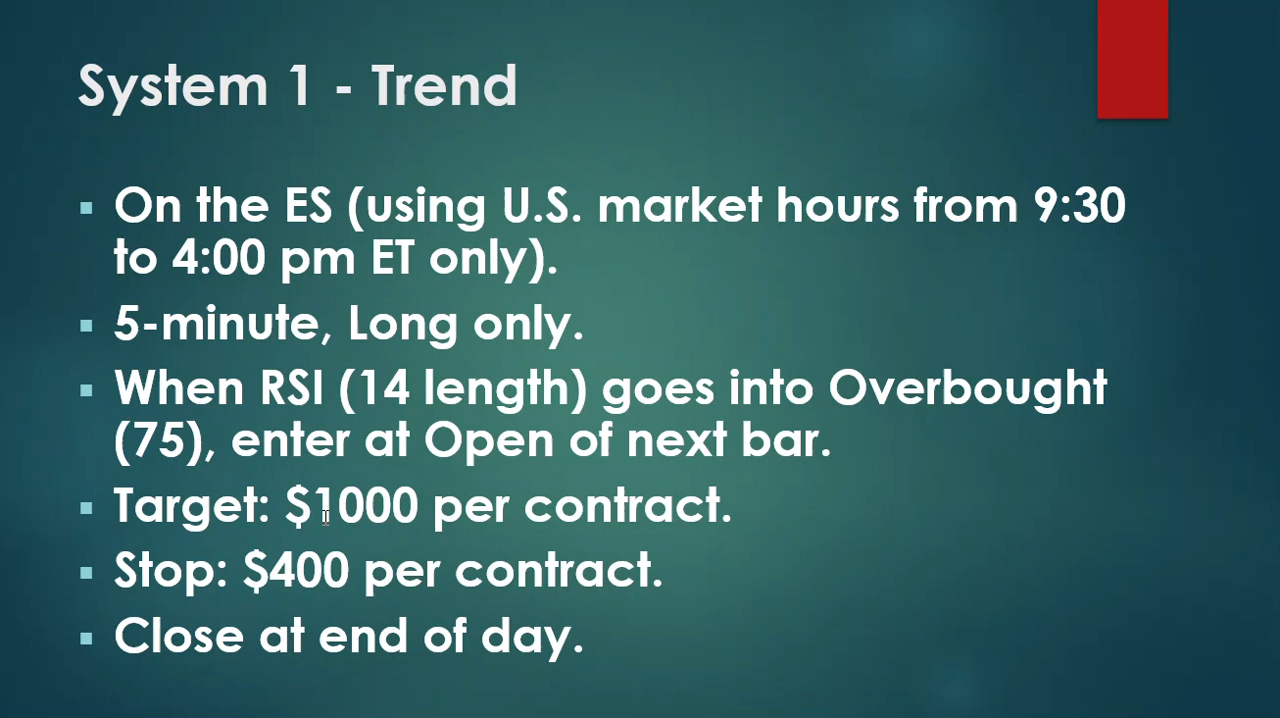 System 1 - Trend
On the ES (using U.S. market hours from 9:30
to 4:00 pm ET only).
5-minute, Long only.
When RSI (14 length) goes into Overbought
(75), enter at Open of next bar.
Target: $1000 per contract.
Stop: $400 per contract.
Close at end of day.